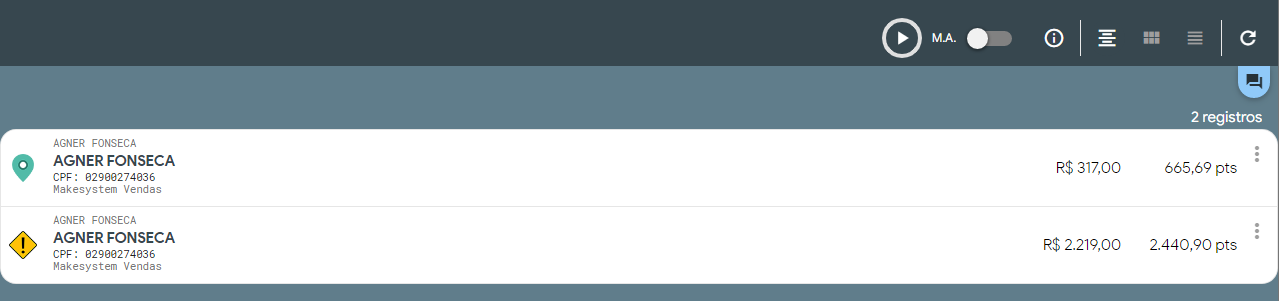 M.A.
2 registros
AGNER FONSECA
AGNER FONSECA
CPF: 02900274036
Makesystem Vendas
R$ 317,00
665,69 pts
AGNER FONSECA
AGNER FONSECA
CPF: 02900274036
Makesystem Vendas
R$ 2.219,00
2.440,90 pts